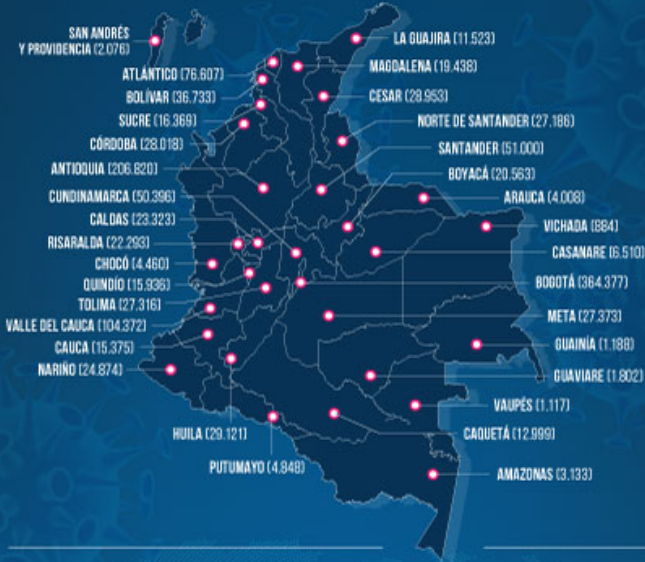 SAN ANDRÉS
Y PROVIDENCIA (2.076)
ATLÁNTICO (76.607)
BOLÍVAR (36.733)
SUCRE (16.369)
CÓRDOBA (28.018)
ANTIOQUIA (206.820)
CUNDINAMARCA (50.396)
CALDAS (23.323)
RISARALDA (22.293)
CHOCÓ (4.460)
QUINDÍO (15.936)
TOLIMA (27.316)
VALLE DEL CAUCA (104.372)
CAUCA (15.375)
NARIÑO (24.874)
HUILA (29.121)
PUTUMAYO (4.848)
LA GUAJIRA (11.523)
MAGDALENA (19.438)
CESAR (28.953)
NORTE DE SANTANDER (27.186)
SANTANDER (51.000)
BOYACÁ (20.563)
ARAUCA (4.008)
VICHADA (884)
CASANARE (6.510)
BOGOTÁ (364.377)
META (27.373)
GUAINÍA (1.188)
GUAVIARE (1.802)
VAUPÉS (1.117)
CAQUETÁ (12.999)
AMAZONAS (3.133)